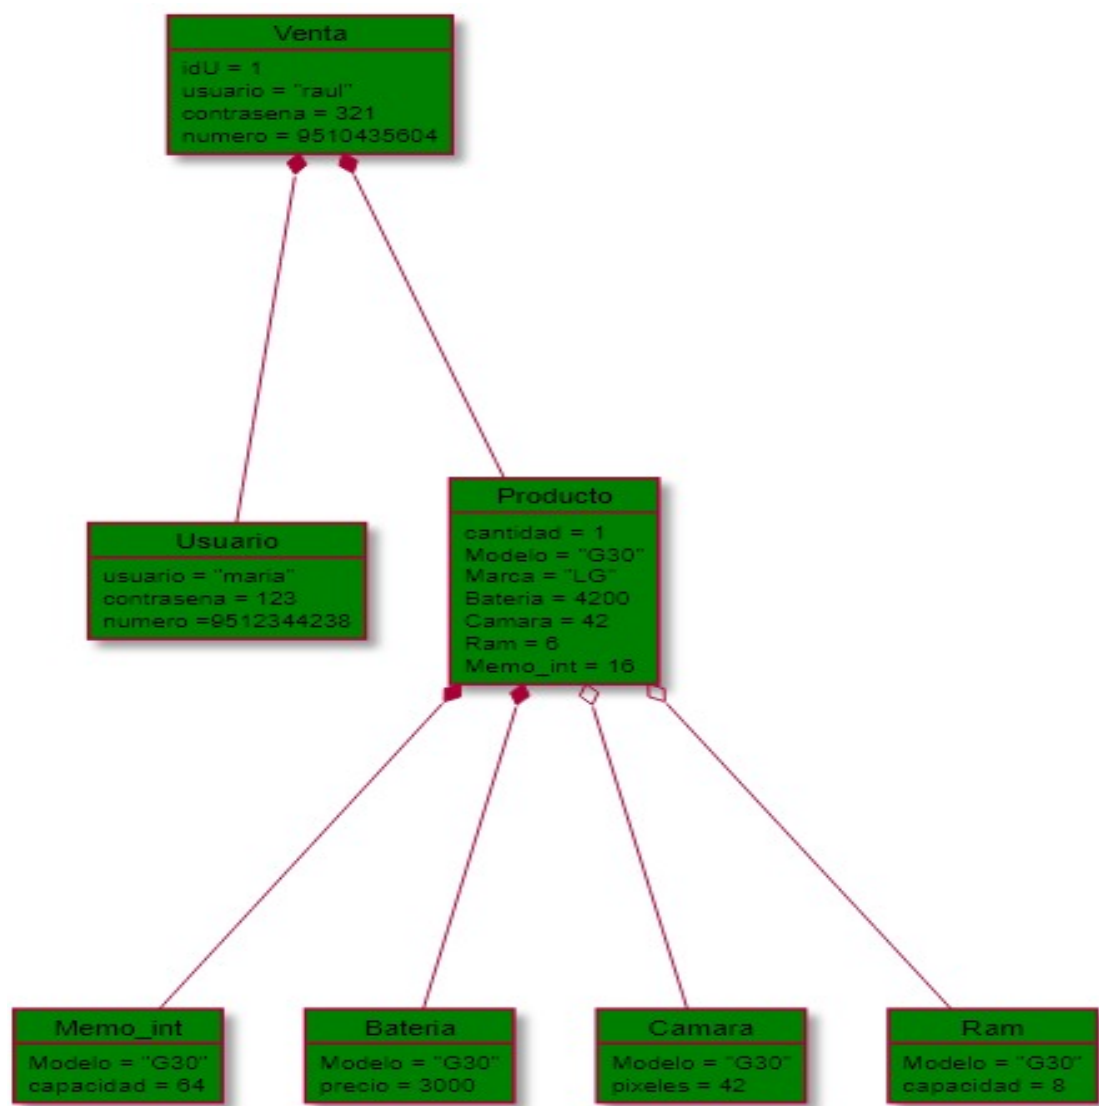 Venta
idU = 1
usuario = "raul"
contrasena = 321
numero = 9510435604
Usuario
usuario = "maria"
contrasena = 123
numero =9512344238
Producto
cantidad = 1
Modelo = "G30"
Marca = "LG"
Bateria = 4200
Camara = 42
Ram = 6
Memo_int = 16
Memo_int
Modelo = "G30"
capacidad = 64
Bateria
Modelo = "G30"
precio = 3000
Camara
Modelo = "G30"
pixeles = 42
Ram
Modelo = "G30"
capacidad = 8